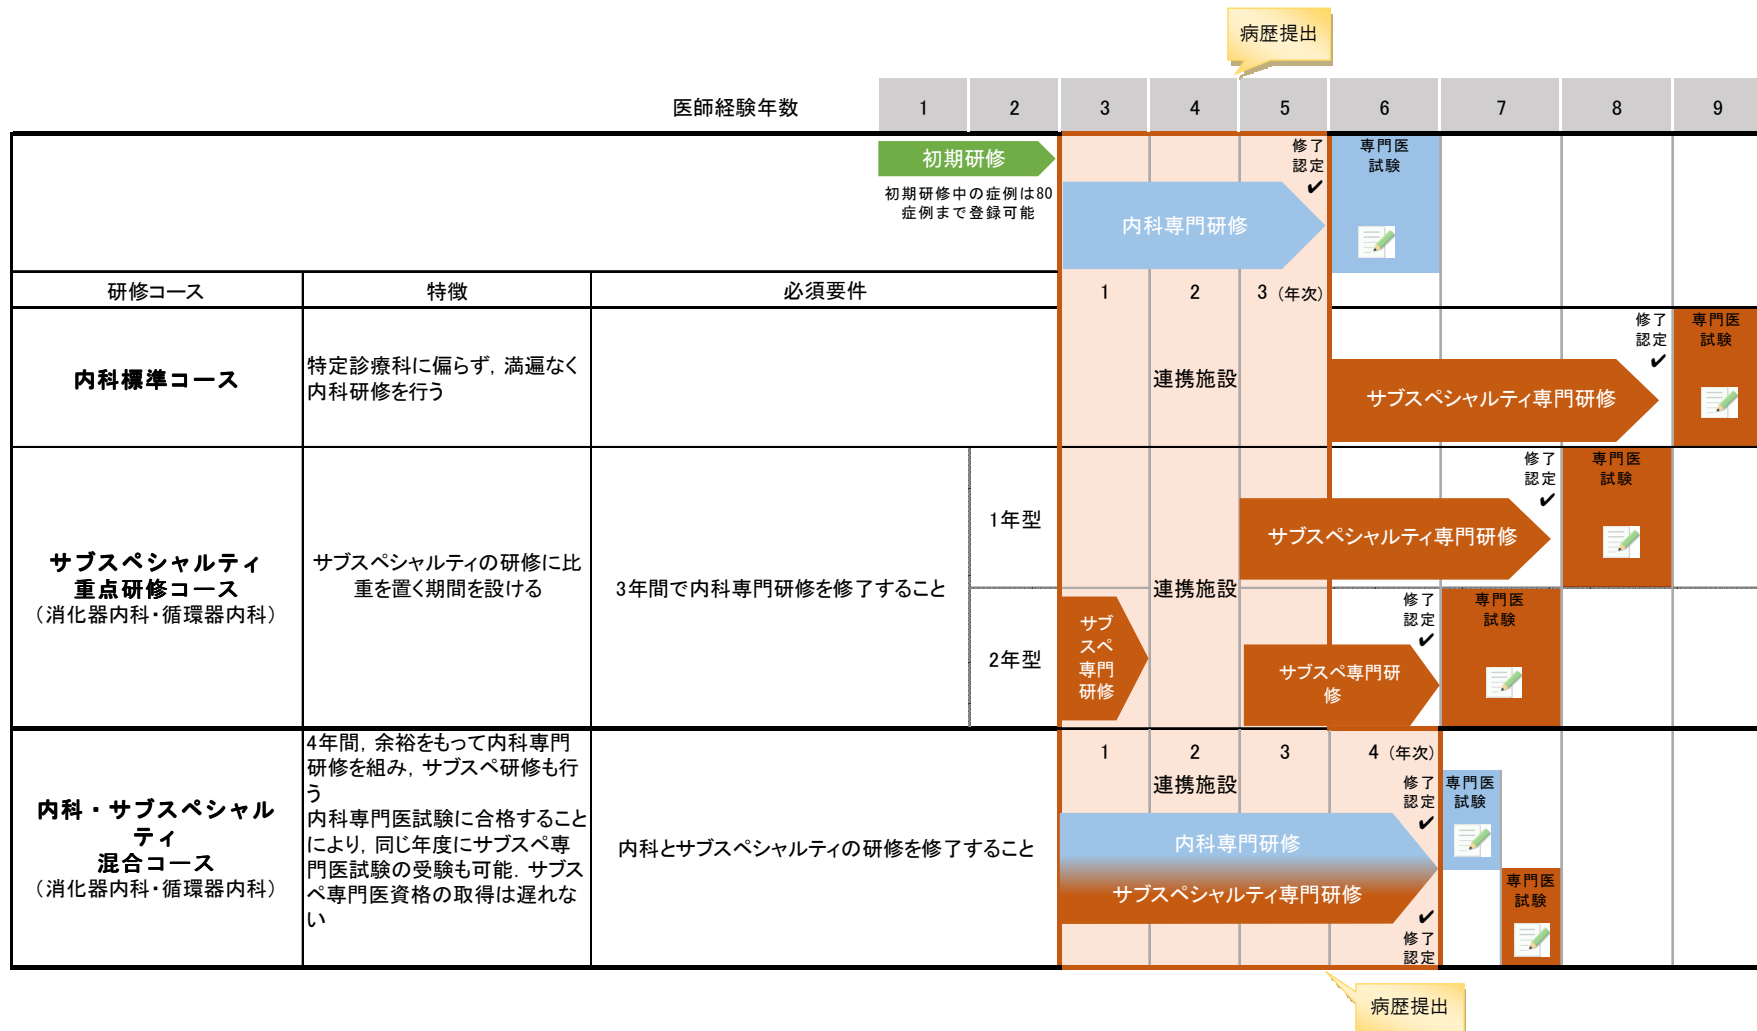 病歴提出
医師経験年数 1 2 3 4 5 6 7 8 9
初期研修
初期研修中の症例は80
症例まで登録可能
内科専門研修
修了
認定
✔
専門医
試験
研修コース 特徴 必須要件 1 2 3 (年次)
内科標準コース
特定診療科に偏らず，満遍なく
内科研修を行う
連携施設
サブスペシャルティ専門研修
修了
認定
✔
専門医
試験
サブスペシャルティ
重点研修コース
（消化器内科・循環器内科）
サブスペシャルティの研修に比
重を置く期間を設ける
3年間で内科専門研修を修了すること
1年型
連携施設
サブスペシャルティ専門研修
修了
認定
✔
専門医
試験
2年型
サブ
スペ
専門
研修
サブスペ専門研
修
修了
認定
✔
専門医
試験
内科・サブスペシャル
ティ
混合コース
（消化器内科・循環器内科）
4年間，余裕をもって内科専門
研修を組み，サブスペ研修も行
う
内科専門医試験に合格すること
により，同じ年度にサブスペ専
門医試験の受験も可能．サブス
ペ専門医資格の取得は遅れな
い
内科とサブスペシャルティの研修を修了すること
1 2 3 4 (年次)
連携施設
修了
認定
✔
内科専門研修
サブスペシャルティ専門研修
✔
修了
認定
専門医
試験
専門医
試験
病歴提出